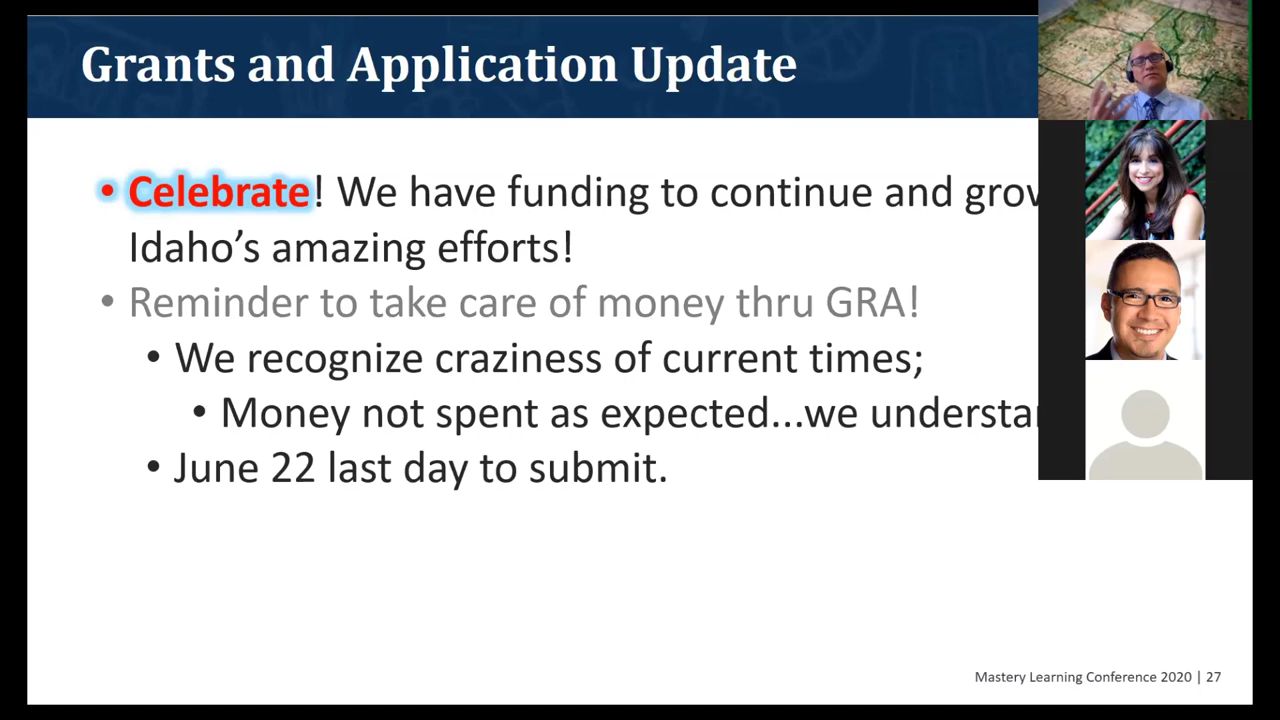 Grants and Application Update
• Celebrate! We have funding to continue and
Idaho’s amazing efforts!
• Reminder to take care of money thru GRA!
• We recognize craziness of current times;
• Money not spent as expected...we
• June 22 last day to submit.
Mastery Learning Conference 2020 | 27